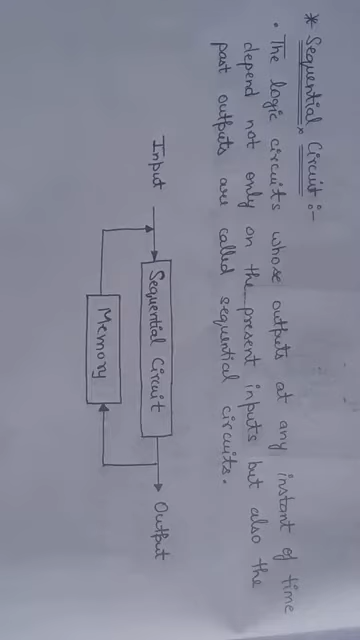 * Sequential Circuit :-
• The logic circuits whose outputs at any instant of time
depend not only on the present inputs but also the
past outputs are called sequential circuits.
Input
Sequential Circuit
Output
Memory